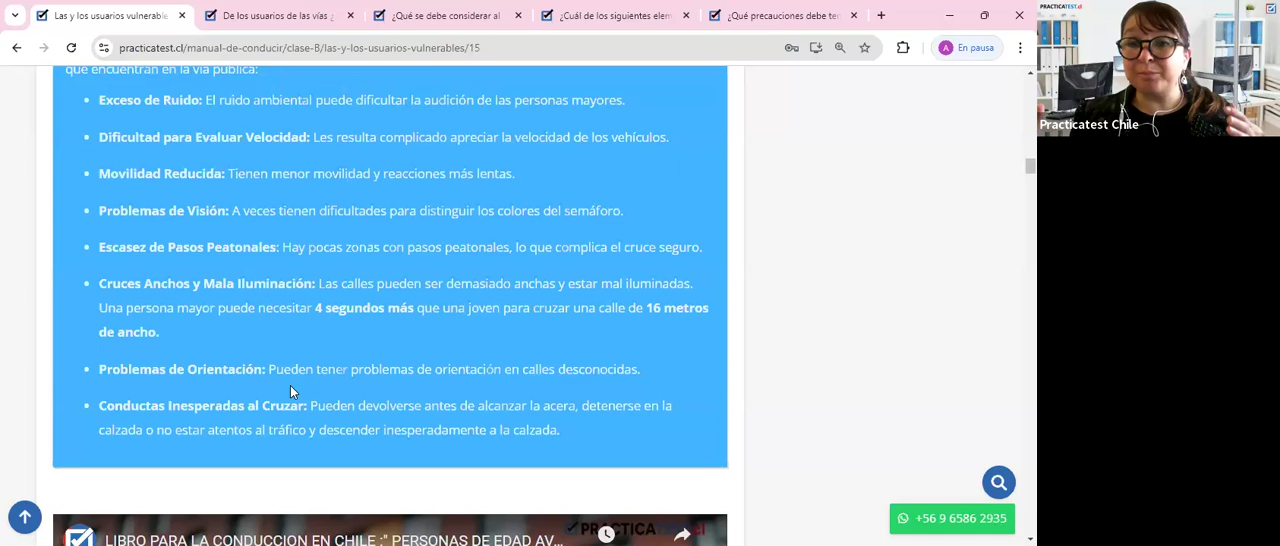 Las y los usuarios vulnerable
De los usuarios de las vías ¿
¿Qué se debe considerar al
¿Cuál de los siguientes elem
¿Qué precauciones debe ten
practicatest.cl/manual-de-conducir/clase-B/las-y-los-usuarios-vulnerables/15
A En pausa
PRACTICATEST.cl
Practicatest Chile
que encuentran en la vía pública:
Exceso de Ruido: El ruido ambiental puede dificultar la audición de las personas mayores.
Dificultad para Evaluar Velocidad: Les resulta complicado apreciar la velocidad de los vehículos.
Movilidad Reducida: Tienen menor movilidad y reacciones más lentas.
Problemas de Visión: A veces tienen dificultades para distinguir los colores del semáforo.
Escasez de Pasos Peatonales: Hay pocas zonas con pasos peatonales, lo que complica el cruce seguro.
Cruces Anchos y Mala Iluminación: Las calles pueden ser demasiado anchas y estar mal iluminadas.
Una persona mayor puede necesitar 4 segundos más que una joven para cruzar una calle de 16 metros
de ancho.
Problemas de Orientación: Pueden tener problemas de orientación en calles desconocidas.
Conductas Inesperadas al Cruzar: Pueden devolverse antes de alcanzar la acera, detenerse en la
calzada o no estar atentos al tráfico y descender inesperadamente a la calzada.
+56 9 6586 2935
PRACTICATEST.cl
LIBRO PARA LA CONDUCCION EN CHILE :" PERSONAS DE EDAD AV...